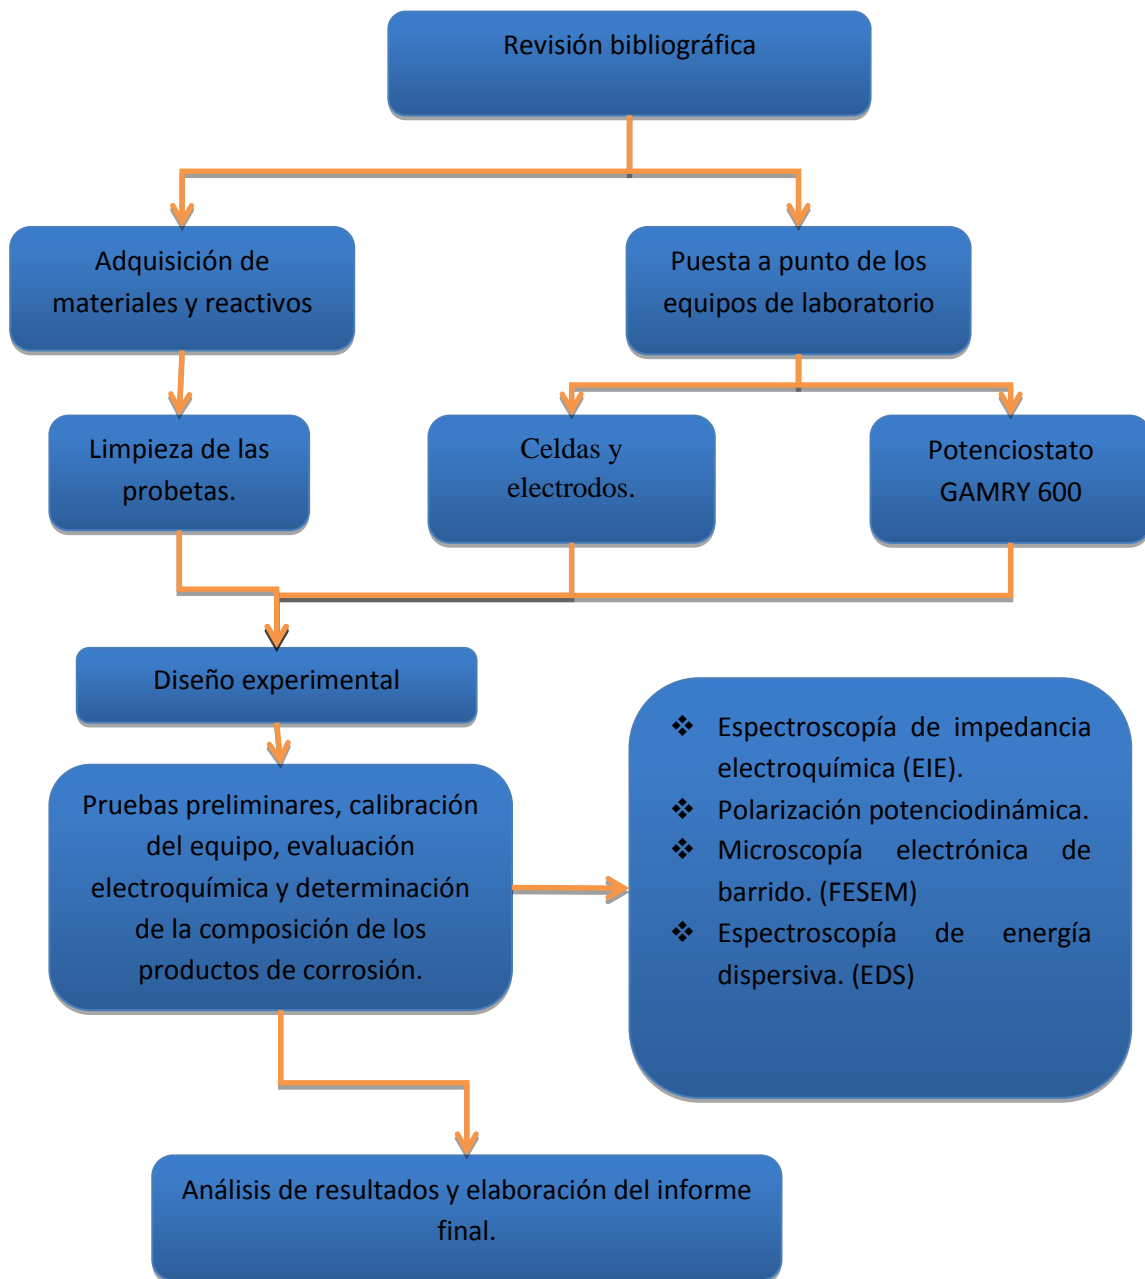 Revisión bibliográfica
Adquisición de
materiales y reactivos
Puesta a punto de los
equipos de laboratorio
Limpieza de las
probetas.
Celdas y
electrodos.
Potenciostato
GAMRY 600
Diseño experimental
Pruebas preliminares, calibración
del equipo, evaluación
electroquímica y determinación
de la composición de los
productos de corrosión.
❖ Espectroscopía de impedancia
electroquímica (EIE).
❖ Polarización potenciodinámica.
❖ Microscopía electrónica de
barrido. (FESEM)
❖ Espectroscopía de energía
dispersiva. (EDS)
Análisis de resultados y elaboración del informe
final.